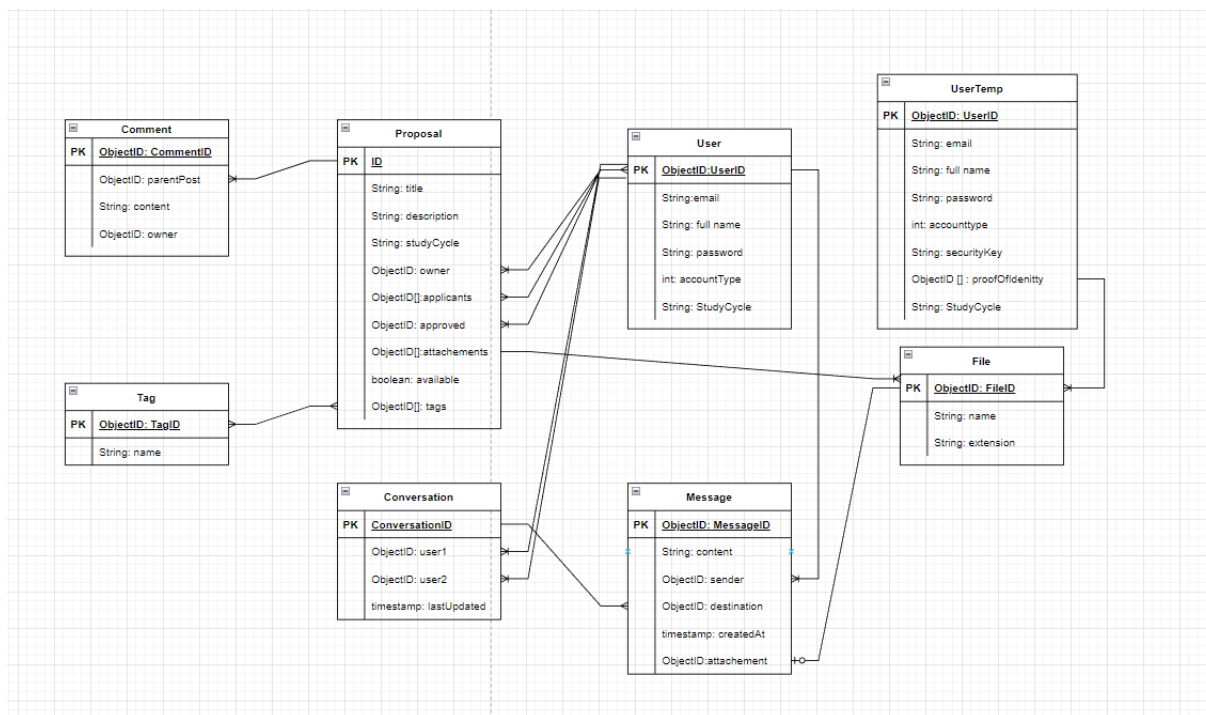 Comment
PK ObjectID: CommentID
ObjectID: parentPost
String: content
ObjectID: owner
Tag
PK ObjectID: TagID
String: name
Proposal
PK ID
String: title
String: description
String: studyCycle
ObjectID: owner
ObjectID[]:applicants
ObjectID: approved
ObjectID[]:attachements
boolean: available
ObjectID[]: tags
Conversation
PK ConversationID
ObjectID: user1
ObjectID: user2
timestamp: lastUpdated
User
PK ObjectID:UserID
String:email
String: full name
String: password
int: accountType
String: StudyCycle
Message
PK ObjectID: MessageID
String: content
ObjectID: sender
ObjectID: destination
timestamp: createdAt
ObjectID:attachement
UserTemp
PK ObjectID: UserID
String: email
String: full name
String: password
int: accounttype
String: securityKey
ObjectID [] : proofOfIdenitty
String: StudyCycle
File
PK ObjectID: FileID
String: name
String: extension